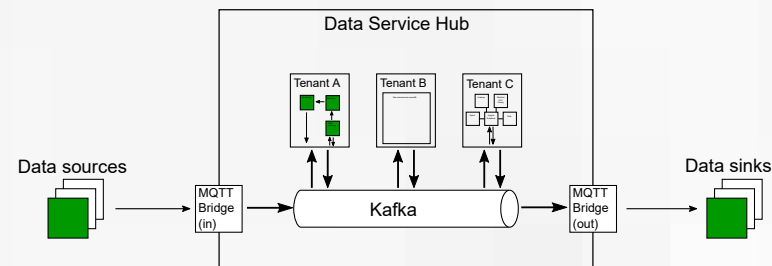 Data Service Hub
Tenant A
Tenant B
Tenant C
Data sources
Data sinks
MQTT
Bridge
(in)
Kafka
MQTT
Bridge
(out)